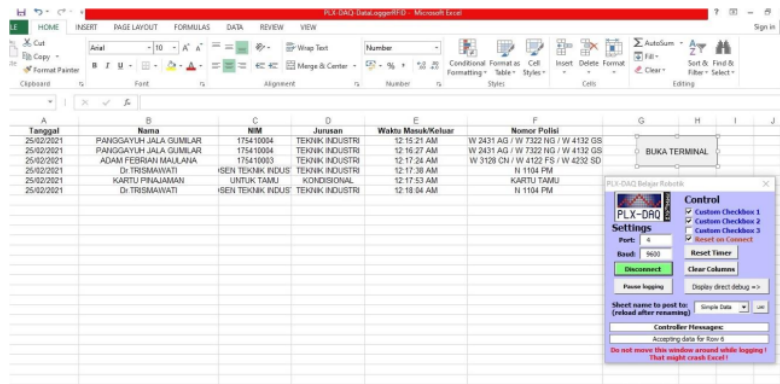 PLX-DAQ-DataLoggerRFID - Microsoft Excel
HOME INSERT PAGE LAYOUT FORMULAS DATA REVIEW VIEW Sign in
Cut
Copy
Format Painter
Clipboard
Arial 10
B I U
Font
Wrap Text
Merge & Center
Alignment
Number
% ,
Number
Conditional Formatting
Format as Table
Cell Styles
Styles
Insert Delete Format
Cells
AutoSum
Fill
Clear
Sort & Filter
Find & Select
Editing
fx
A B C D E F G H I J
Tanggal Nama NIM Jurusan Waktu Masuk/Keluar Nomor Polisi
25/02/2021 PANGGAYUH JALA GUMILAR 175410004 TEKNIK INDUSTRI 12:15:21 AM W 2431 AG / W 7322 NG / W 4132 GS
25/02/2021 PANGGAYUH JALA GUMILAR 175410004 TEKNIK INDUSTRI 12:16:27 AM W 2431 AG / W 7322 NG / W 4132 GS
25/02/2021 ADAM FEBRIAN MAULANA 175410003 TEKNIK INDUSTRI 12:17:24 AM W 3128 CN / W 4122 FS / W 4232 SD
25/02/2021 Dr.TRISMAWATI TEKNIK INDUS TEKNIK INDUSTRI 12:17:38 AM N 1104 PM
25/02/2021 KARTU PINAJAMAN UNTUK TAMU KONDISIONAL 12:17:53 AM KARTU TAMU
25/02/2021 Dr.TRISMAWATI TEKNIK INDUS TEKNIK INDUSTRI 12:18:04 AM N 1104 PM
BUKA TERMINAL
PLX-DAQ Belajar Robotik
PLX-DAQ
Control
Custom Checkbox 1
Custom Checkbox 2
Custom Checkbox 3
Reset on Connect
Settings
Port: 4
Baud: 9600
Reset Timer
Disconnect
Clear Columns
Pause logging
Display direct debug =>
Sheet name to post to:
(reload after renaming)
Simple Data
Controller Messages:
Accepting data for Row 6
Do not move this window around while logging !
That might crash Excel !